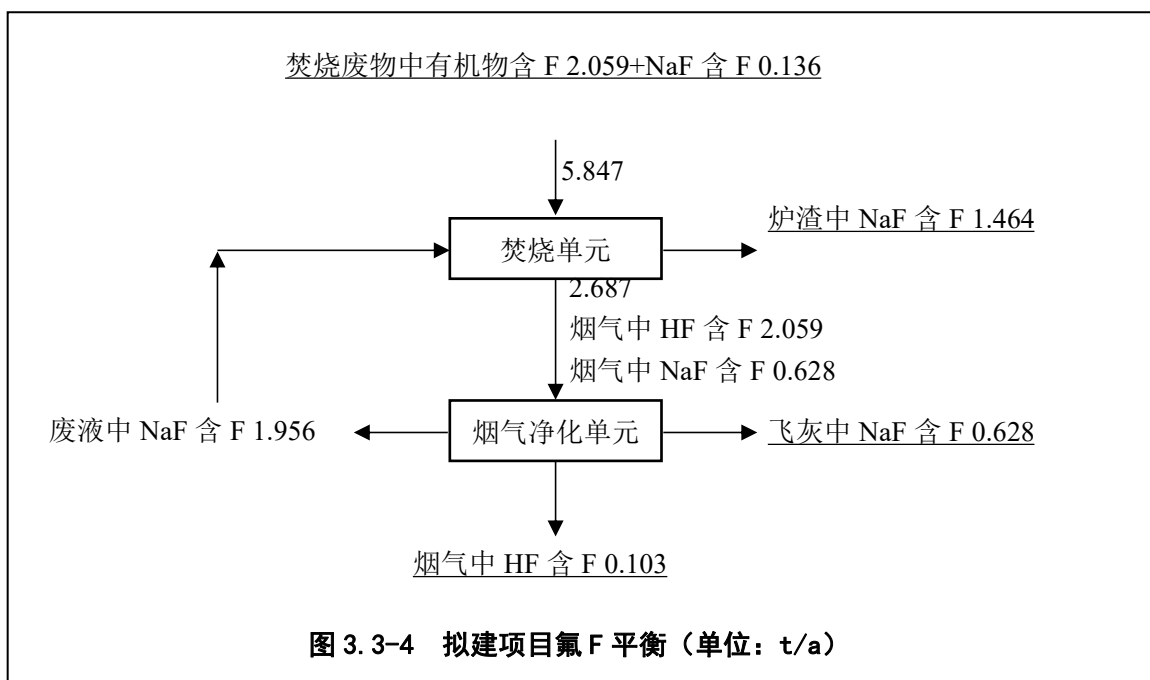 焚烧废物中有机物含 F 2.059+NaF 含 F 0.136
5.847
炉渣中 NaF 含 F 1.464
焚烧单元
2.687
烟气中 HF 含 F 2.059
烟气中 NaF 含 F 0.628
废液中 NaF 含 F 1.956
烟气净化单元
飞灰中 NaF 含 F 0.628
烟气中 HF 含 F 0.103
图 3.3-4 拟建项目氟 F 平衡（单位：t/a）